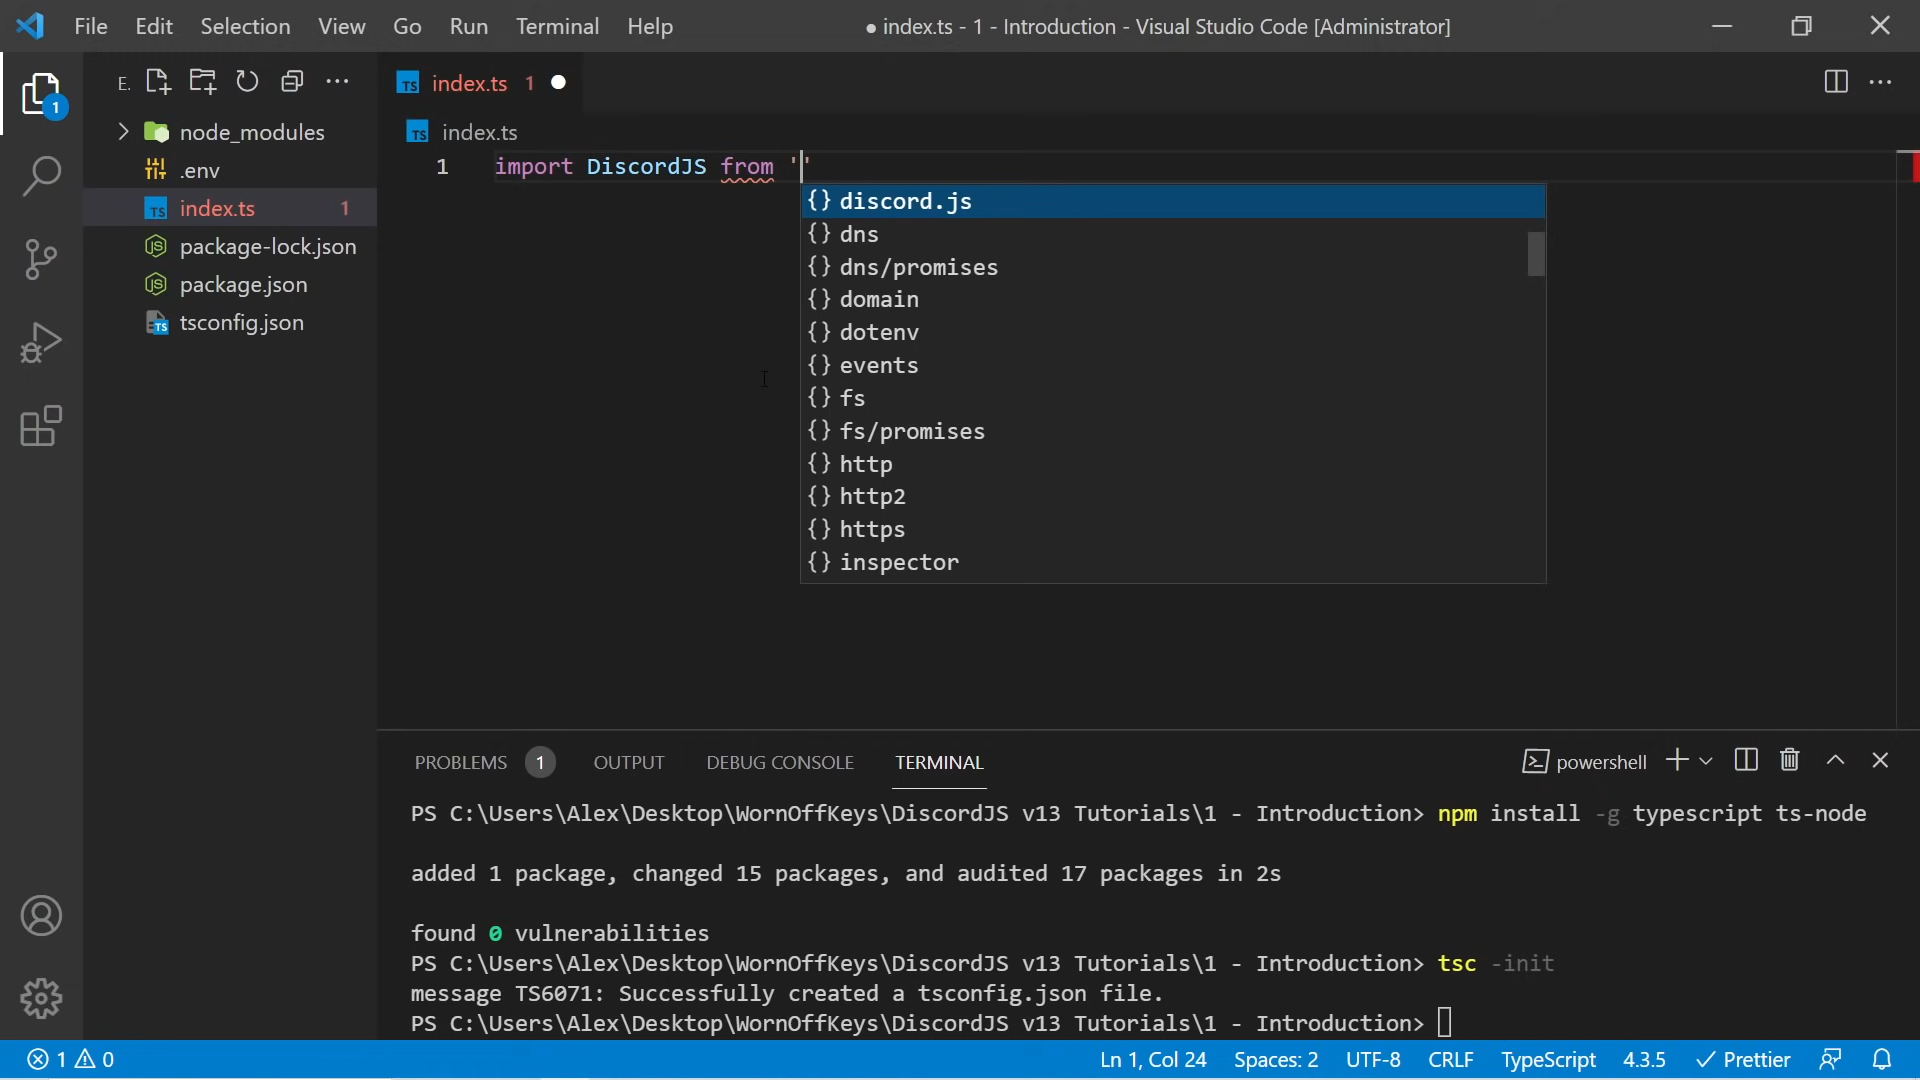 File Edit Selection View Go Run Terminal Help ● index.ts - 1 - Introduction - Visual Studio Code [Administrator]
E.
TS index.ts 1 ●
1
node_modules
.env
TS index.ts 1
JS package-lock.json
JS package.json
TS tsconfig.json
TS index.ts
1 import DiscordJS from ''
{} discord.js
{} dns
{} dns/promises
{} domain
{} dotenv
{} events
{} fs
{} fs/promises
{} http
{} http2
{} https
{} inspector
PROBLEMS 1 OUTPUT DEBUG CONSOLE TERMINAL powershell
PS C:\Users\Alex\Desktop\WornOffKeys\DiscordJS v13 Tutorials\1 - Introduction> npm install -g typescript ts-node
added 1 package, changed 15 packages, and audited 17 packages in 2s
found 0 vulnerabilities
PS C:\Users\Alex\Desktop\WornOffKeys\DiscordJS v13 Tutorials\1 - Introduction> tsc -init
message TS6071: Successfully created a tsconfig.json file.
PS C:\Users\Alex\Desktop\WornOffKeys\DiscordJS v13 Tutorials\1 - Introduction>
1 0 Ln 1, Col 24 Spaces: 2 UTF-8 CRLF TypeScript 4.3.5 Prettier